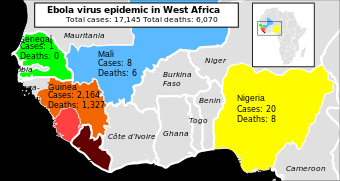 Ebola virus epidemic in West Africa
Total cases: 17,145 Total deaths: 6,070
Senegal
Cases: 1
Deaths: 0
Mauritania
Mali
Cases: 8
Deaths: 6
Niger
Burkina
Faso
Guinea
Cases: 2,164
Deaths: 1,327
Benin
Togo
Nigeria
Cases: 20
Deaths: 8
Côte d'Ivoire
Ghana
Cameroon